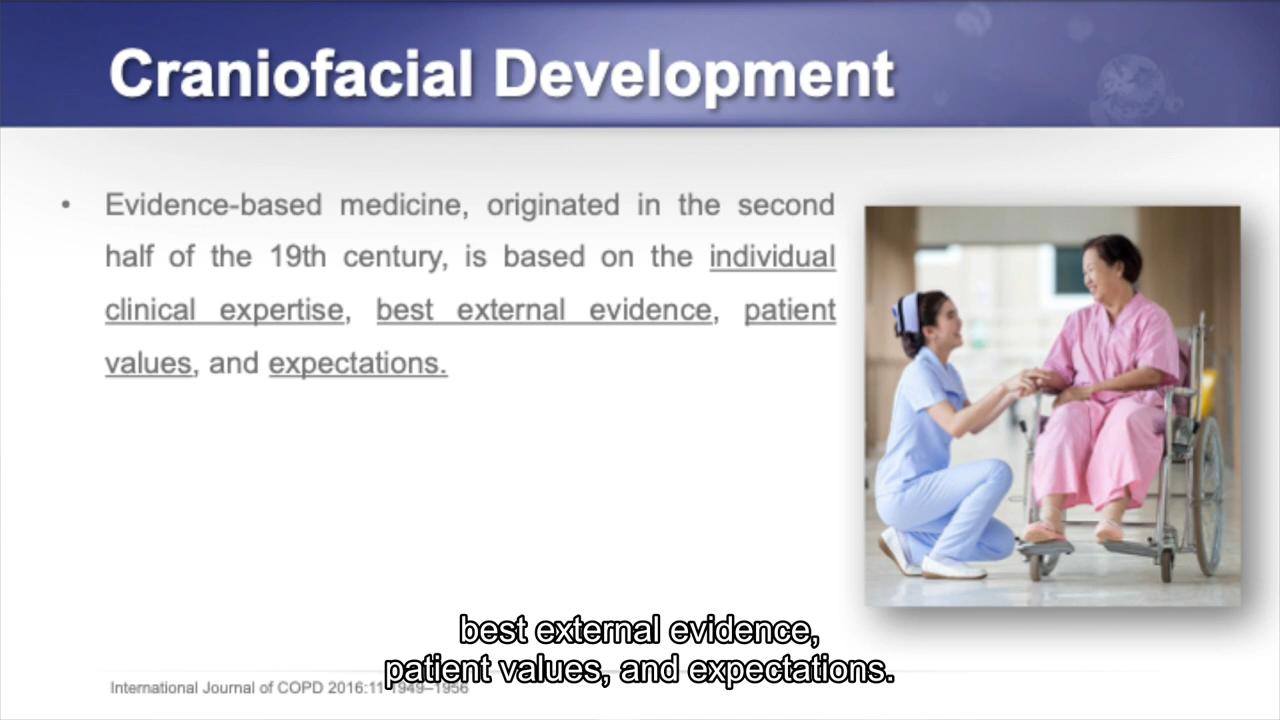 Craniofacial Development
• Evidence-based medicine, originated in the second
half of the 19th century, is based on the individual
clinical expertise, best external evidence, patient
values, and expectations.
best external evidence,
patient values, and expectations.
International Journal of COPD 2016:11 1949–1956